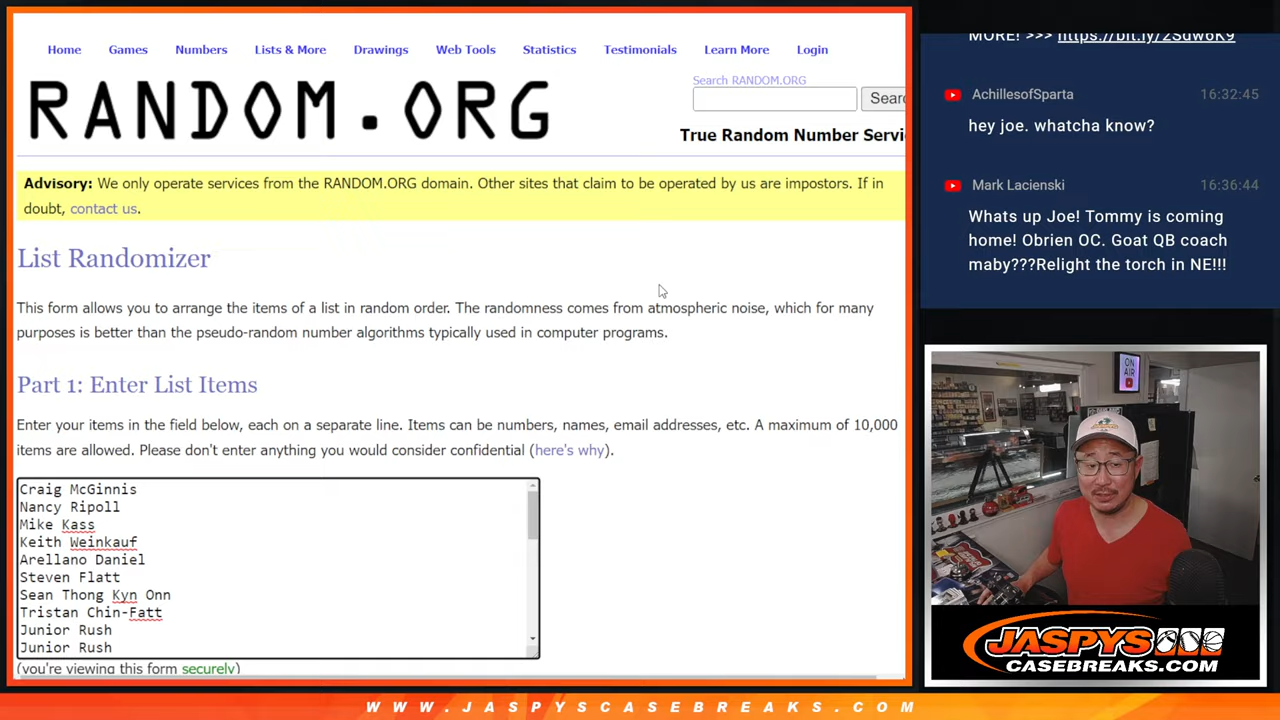 Home Games Numbers Lists & More Drawings Web Tools Statistics Testimonials Learn More Login
RANDOM.ORG
Search RANDOM.ORG
Searc
True Random Number Servi
Advisory: We only operate services from the RANDOM.ORG domain. Other sites that claim to be operated by us are impostors. If in
doubt, contact us.
List Randomizer
This form allows you to arrange the items of a list in random order. The randomness comes from atmospheric noise, which for many
purposes is better than the pseudo-random number algorithms typically used in computer programs.
Part 1: Enter List Items
Enter your items in the field below, each on a separate line. Items can be numbers, names, email addresses, etc. A maximum of 10,000
items are allowed. Please don't enter anything you would consider confidential (here's why).
Craig McGinnis
Nancy Ripoll
Mike Kass
Keith Weinkauf
Arellano Daniel
Steven Flatt
Sean Thong Kyn Onn
Tristan Chin-Fatt
Junior Rush
Junior Rush
(you're viewing this form securely)
MORE! >>> https://bit.ly/2Sdw6K9
AchillesofSparta 16:32:45
hey joe. whatcha know?
Mark Lacienski 16:36:44
Whats up Joe! Tommy is coming
home! Obrien OC. Goat QB coach
maby???Relight the torch in NE!!!
ON
AIR
JASPYS
CASEBREAKS.COM
WWW.JASPYSCASEBREAKS.COM